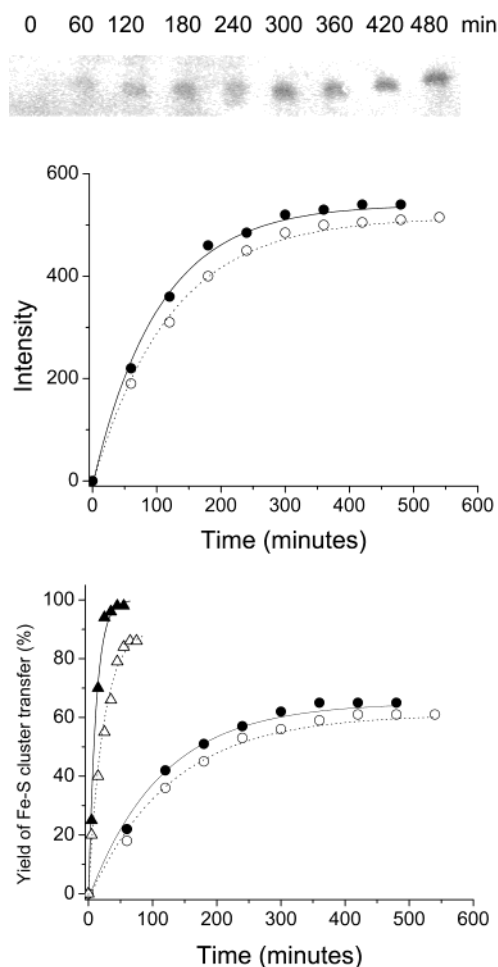 0 60 120 180 240 300 360 420 480 min
600
400
200
0
Intensity
0 100 200 300 400 500 600
Time (minutes)
100
80
60
40
20
0
Yield of Fe-S cluster transfer (%)
0 100 200 300 400 500 600
Time (minutes)